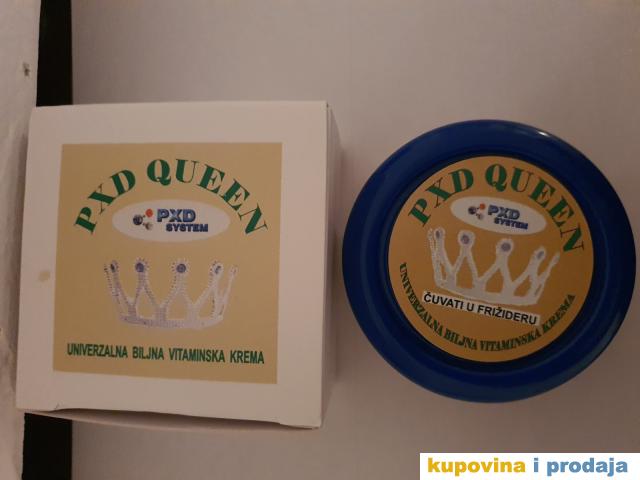 PXD QUEEN
PXD
SYSTEM
UNIVERZALNA BILJNA VITAMINSKA KREMA
PXD QUEEN
PXD
SYSTEM
ČUVATI U FRIŽIDERU
UNIVERZALNA BILJNA VITAMINSKA KREMA
kupovina i prodaja